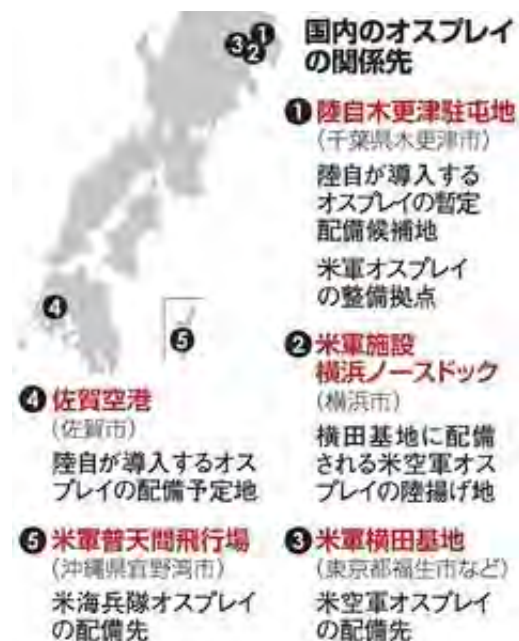 国内のオスプレイ
の関係先
❶陸自木更津駐屯地
(千葉県木更津市)
陸自が導入する
オスプレイの暫定
配備候補地
米軍オスプレイ
の整備拠点
❷米軍施設
横浜ノースドック
(横浜市)
横田基地に配備
される米空軍オス
プレイの陸揚げ地
❸米軍横田基地
(東京都福生市など)
米空軍オスプレイ
の配備先
❹佐賀空港
(佐賀市)
陸自が導入するオス
プレイの配備予定地
❺米軍普天間飛行場
(沖縄県宜野湾市)
米海兵隊オスプレイ
の配備先
❸
❶
❷
❹
❺